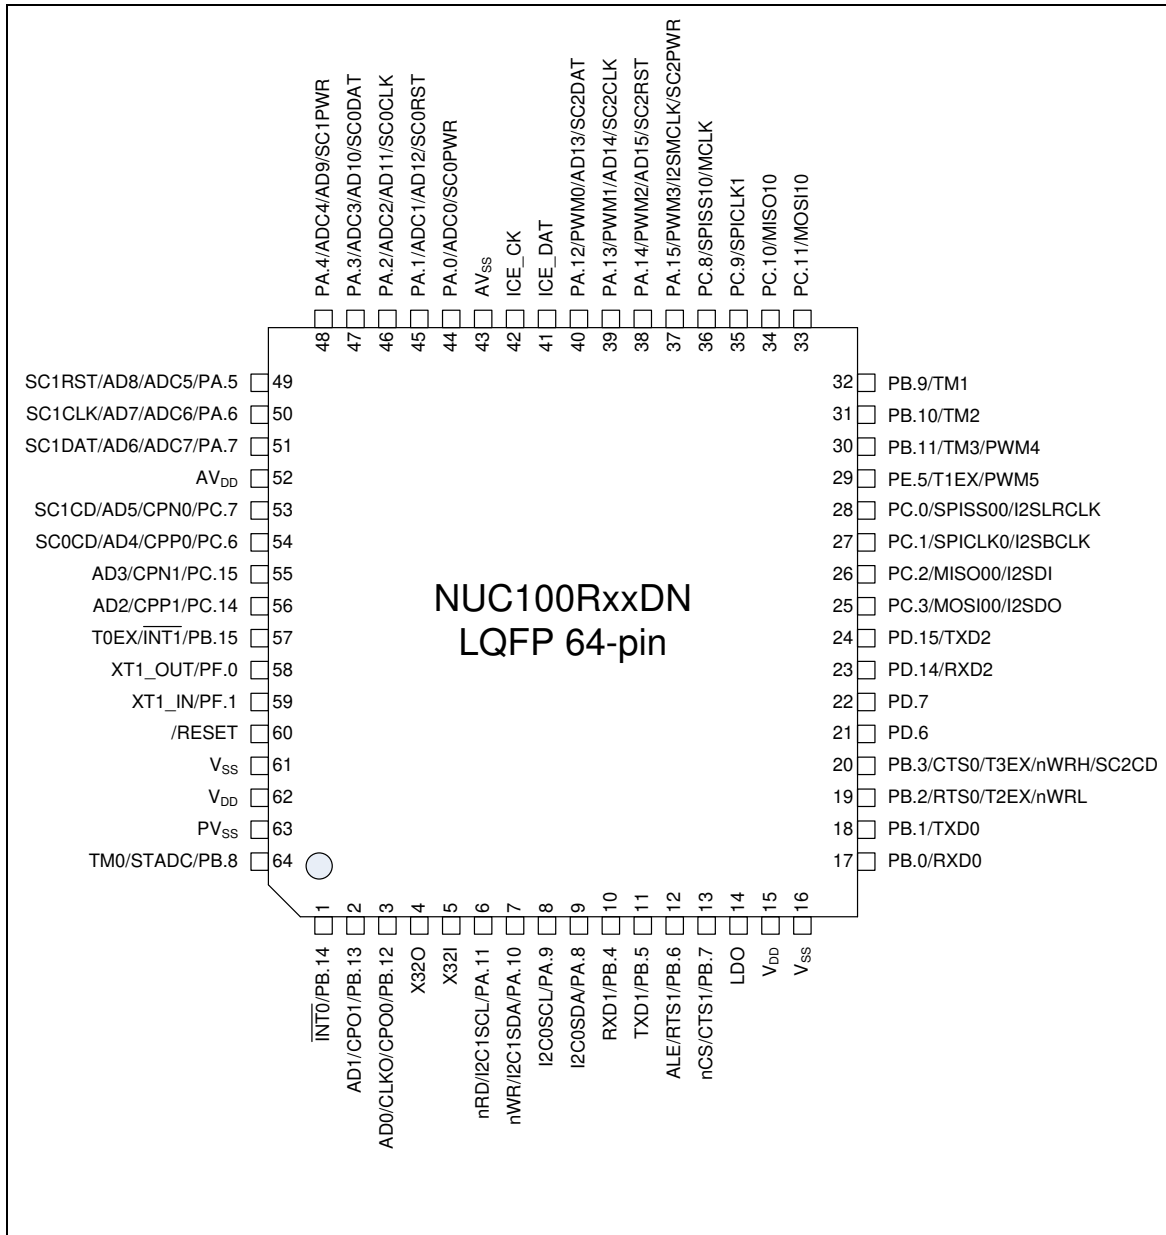 PA.4/ADC4/AD9/SC1PWR
PA.3/ADC3/AD10/SC0DAT
PA.2/ADC2/AD11/SC0CLK
PA.1/ADC1/AD12/SC0RST
PA.0/ADC0/SC0PWR
AVSS
ICE_CK
ICE_DAT
PA.12/PWM0/AD13/SC2DAT
PA.13/PWM1/AD14/SC2CLK
PA.14/PWM2/AD15/SC2RST
PA.15/PWM3/I2SMCLK/SC2PWR
PC.8/SPISS10/MCLK
PC.9/SPICLK1
PC.10/MISO10
PC.11/MOSI10
48
47
46
45
44
43
42
41
40
39
38
37
36
35
34
33
SC1RST/AD8/ADC5/PA.5 49
SC1CLK/AD7/ADC6/PA.6 50
SC1DAT/AD6/ADC7/PA.7 51
AVDD 52
SC1CD/AD5/CPN0/PC.7 53
SC0CD/AD4/CPP0/PC.6 54
AD3/CPN1/PC.15 55
AD2/CPP1/PC.14 56
T0EX/INT1/PB.15 57
XT1_OUT/PF.0 58
XT1_IN/PF.1 59
/RESET 60
VSS 61
VDD 62
PVSS 63
TM0/STADC/PB.8 64
NUC100RxxDN
LQFP 64-pin
32 PB.9/TM1
31 PB.10/TM2
30 PB.11/TM3/PWM4
29 PE.5/T1EX/PWM5
28 PC.0/SPISS00/I2SLRCLK
27 PC.1/SPICLK0/I2SBCLK
26 PC.2/MISO00/I2SDI
25 PC.3/MOSI00/I2SDO
24 PD.15/TXD2
23 PD.14/RXD2
22 PD.7
21 PD.6
20 PB.3/CTS0/T3EX/nWRH/SC2CD
19 PB.2/RTS0/T2EX/nWRL
18 PB.1/TXD0
17 PB.0/RXD0
1
2
3
4
5
6
7
8
9
10
11
12
13
14
15
16
INT0/PB.14
AD1/CPO1/PB.13
AD0/CLKO/CPO0/PB.12
X32O
X32I
nRD/I2C1SCL/PA.11
nWR/I2C1SDA/PA.10
I2C0SCL/PA.9
I2C0SDA/PA.8
RXD1/PB.4
TXD1/PB.5
ALE/RTS1/PB.6
nCS/CTS1/PB.7
LDO
VDD
VSS